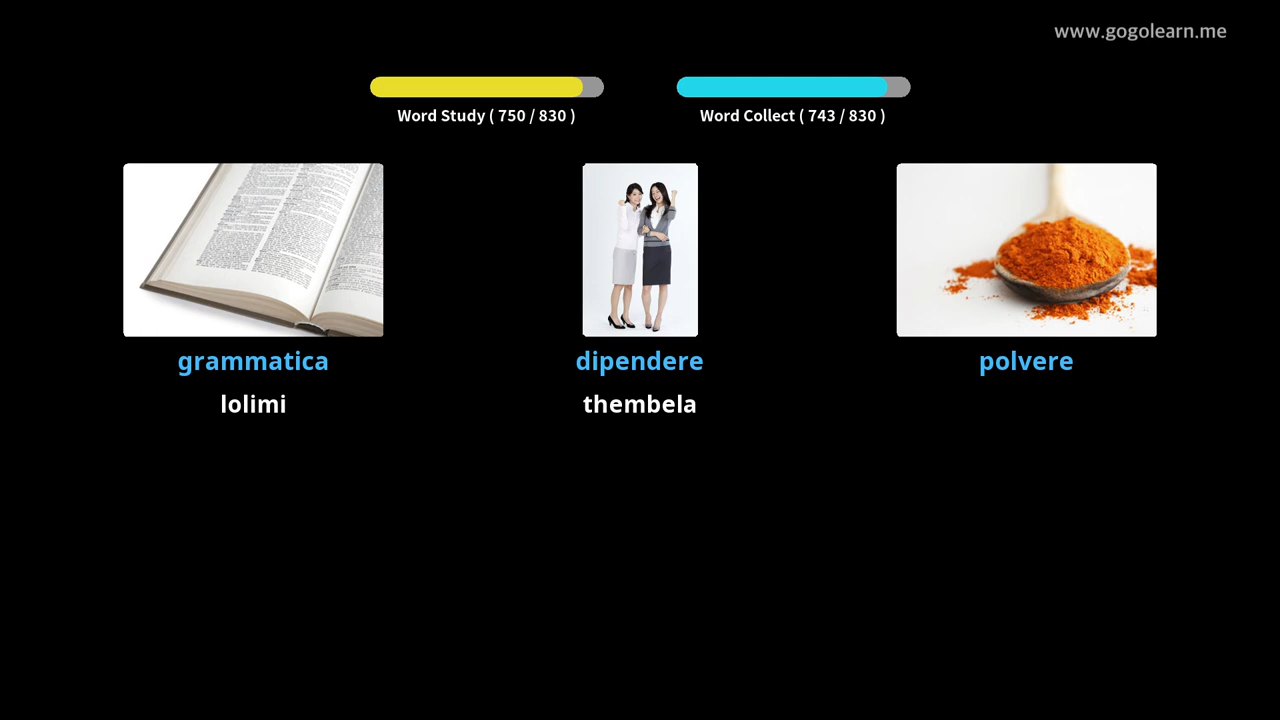 www.gogolearn.me
Word Study ( 750 / 830 )
Word Collect ( 743 / 830 )
grammatica
dipendere
polvere
lolimi
thembela